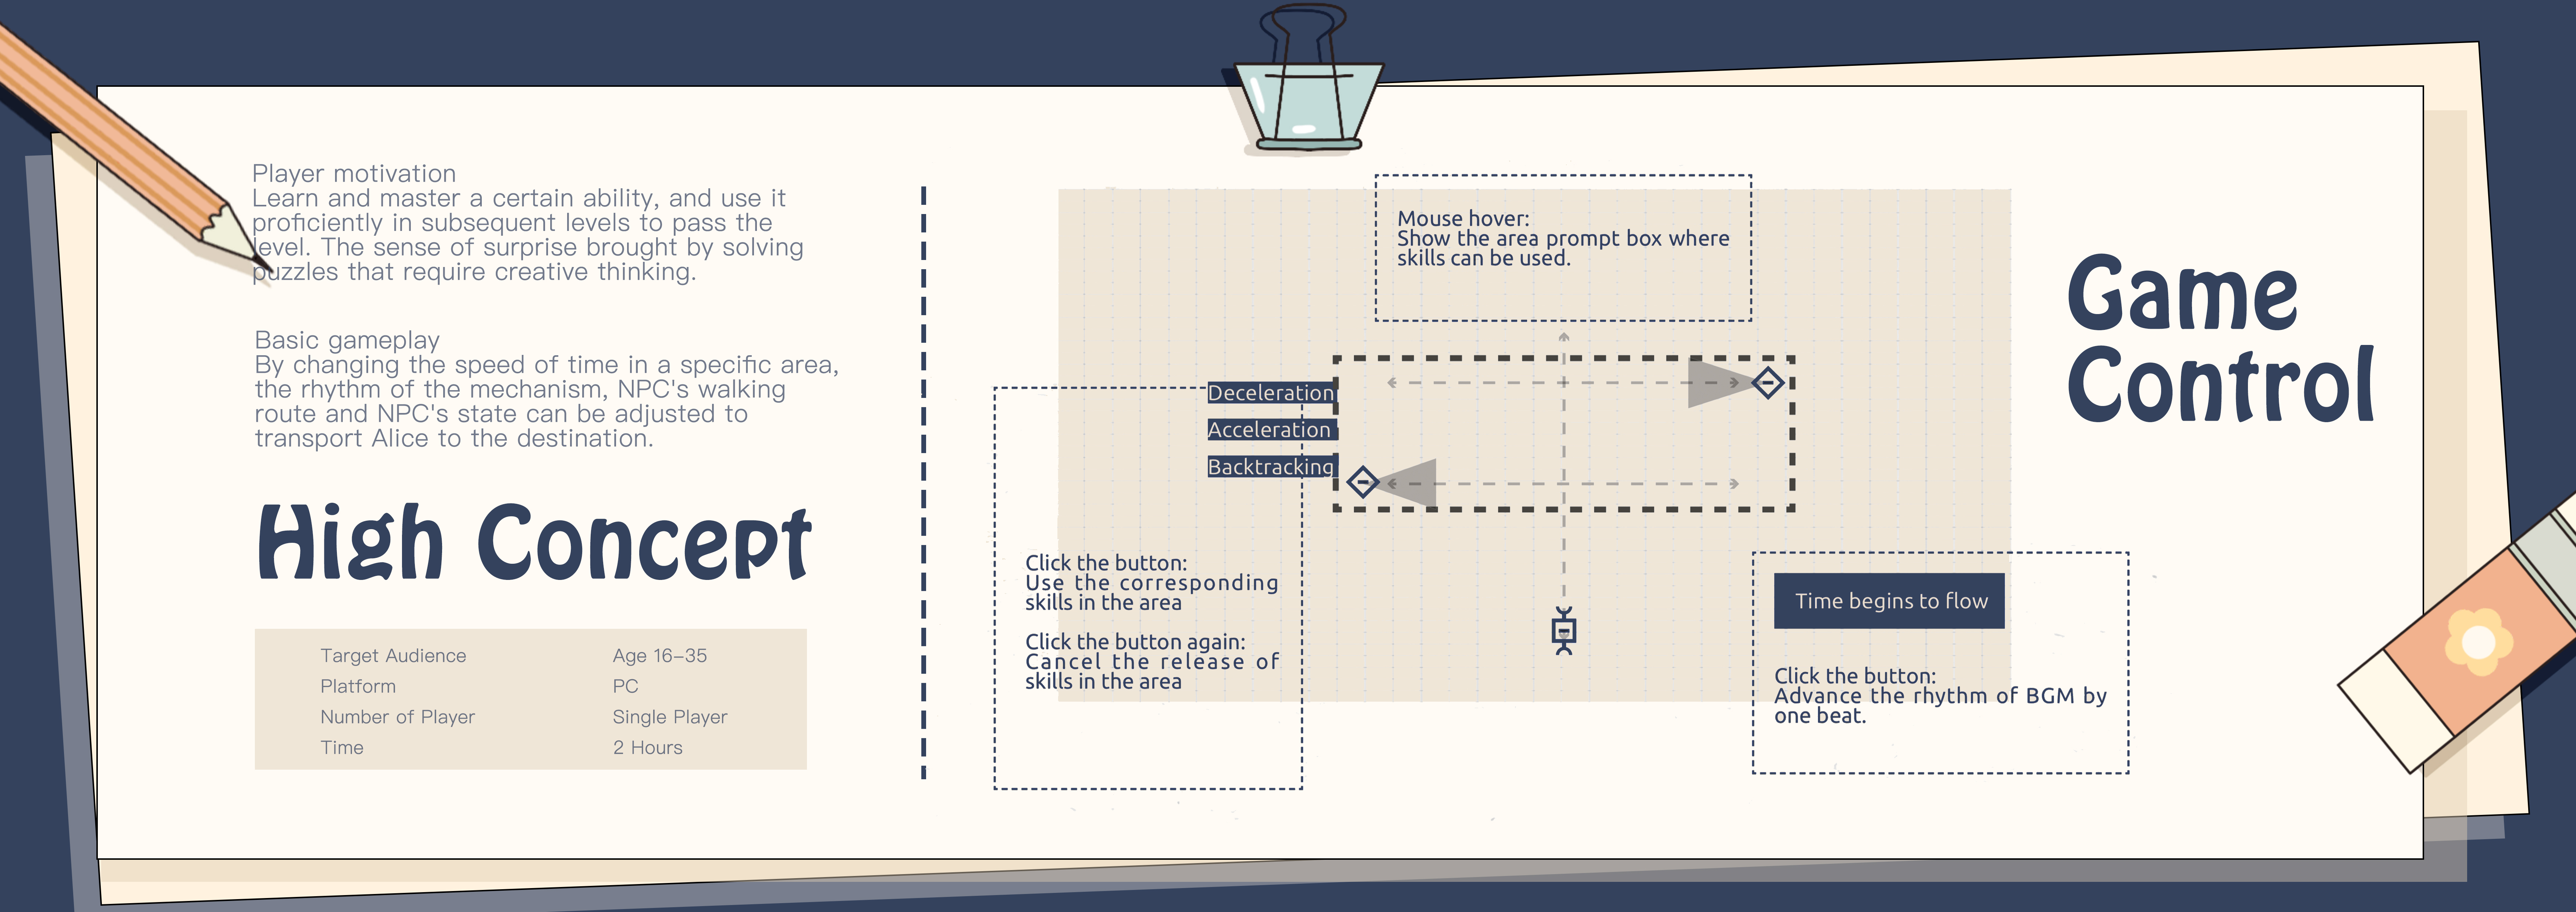 Player motivation
Learn and master a certain ability, and use it
proficiently in subsequent levels to pass the
level. The sense of surprise brought by solving
puzzles that require creative thinking.
Basic gameplay
By changing the speed of time in a specific area,
the rhythm of the mechanism, NPC's walking
route and NPC's state can be adjusted to
transport Alice to the destination.
High Concept
Target Audience Age 16-35
Platform PC
Number of Player Single Player
Time 2 Hours
Mouse hover:
Show the area prompt box where
skills can be used.
Deceleration
Acceleration
Backtracking
Click the button:
Use the corresponding
skills in the area
Click the button again:
Cancel the release of
skills in the area
Time begins to flow
Click the button:
Advance the rhythm of BGM by
one beat.
Game
Control